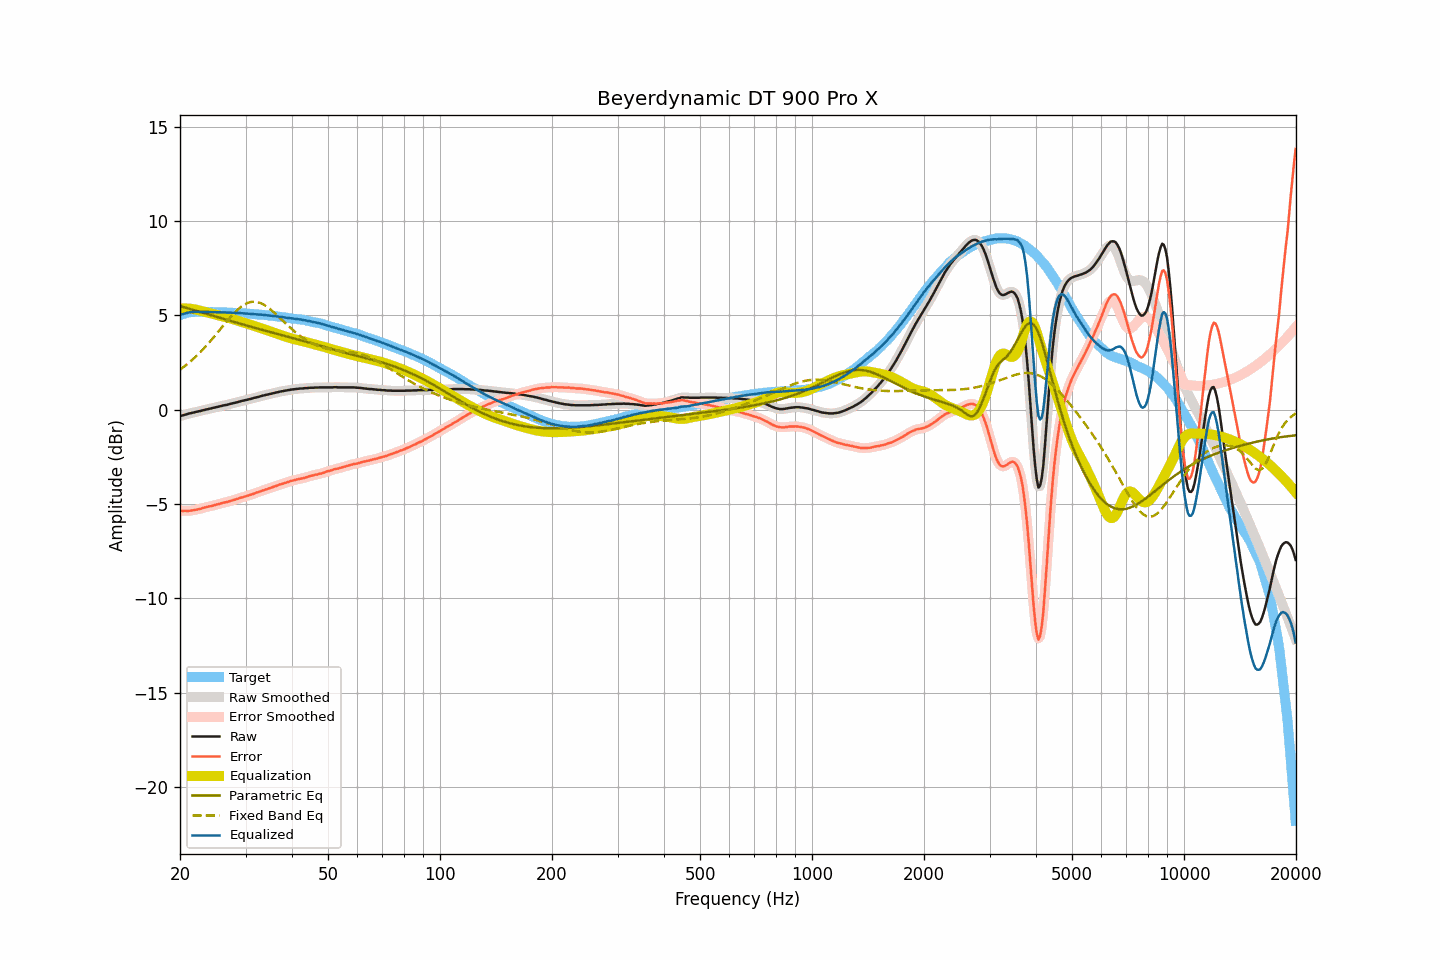 Beyerdynamic DT 900 Pro X
15
10
5
0
−5
−10
−15
−20
Amplitude (dBr)
Target
Raw Smoothed
Error Smoothed
Raw
Error
Equalization
Parametric Eq
Fixed Band Eq
Equalized
20 50 100 200 500 1000 2000 5000 10000 20000
Frequency (Hz)